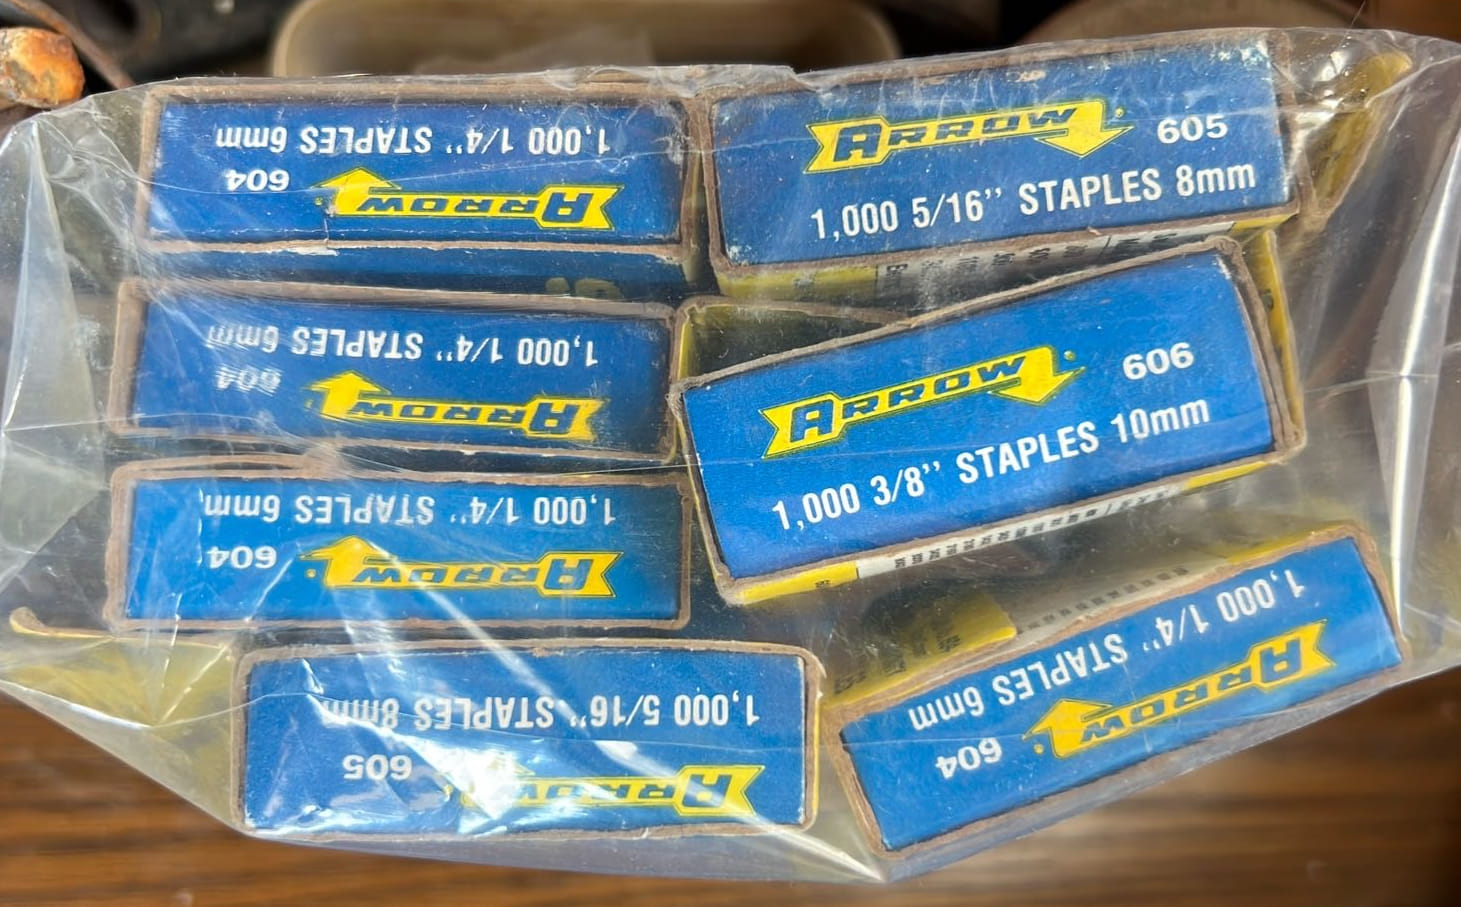 1,000 1/4" STAPLES 6mm
ARROW 604
ARROW 605
1,000 5/16" STAPLES 8mm
1,000 1/4" STAPLES 6mm
ARROW 604
ARROW 606
1,000 3/8" STAPLES 10mm
1,000 1/4" STAPLES 6mm
ARROW 604
1,000 5/16" STAPLES 8mm
ARROW 605
1,000 1/4" STAPLES 6mm
ARROW 604